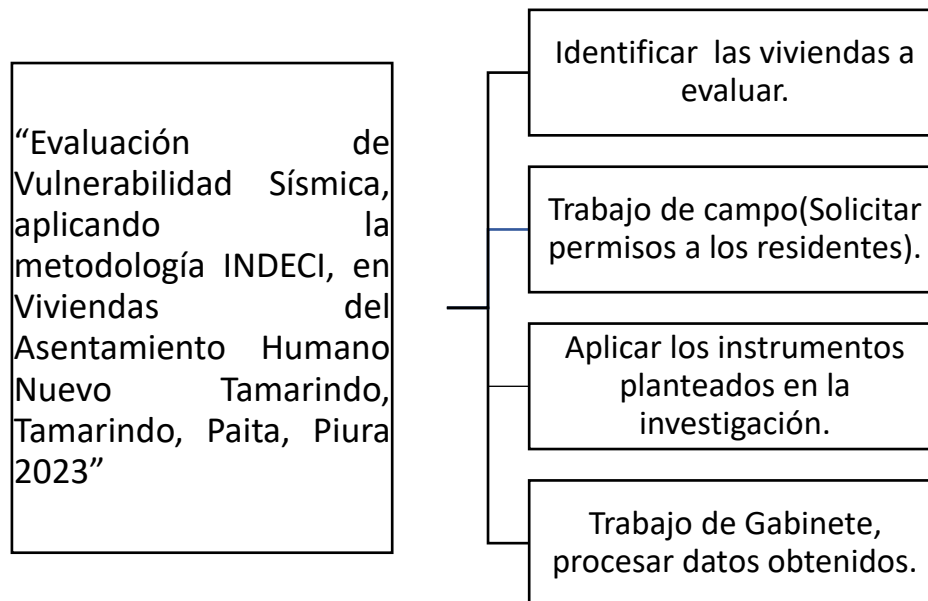 “Evaluación de
Vulnerabilidad Sísmica,
aplicando la
metodología INDECI, en
Viviendas del
Asentamiento Humano
Nuevo Tamarindo,
Tamarindo, Paita, Piura
2023”
Identificar las viviendas a
evaluar.
Trabajo de campo(Solicitar
permisos a los residentes).
Aplicar los instrumentos
planteados en la
investigación.
Trabajo de Gabinete,
procesar datos obtenidos.